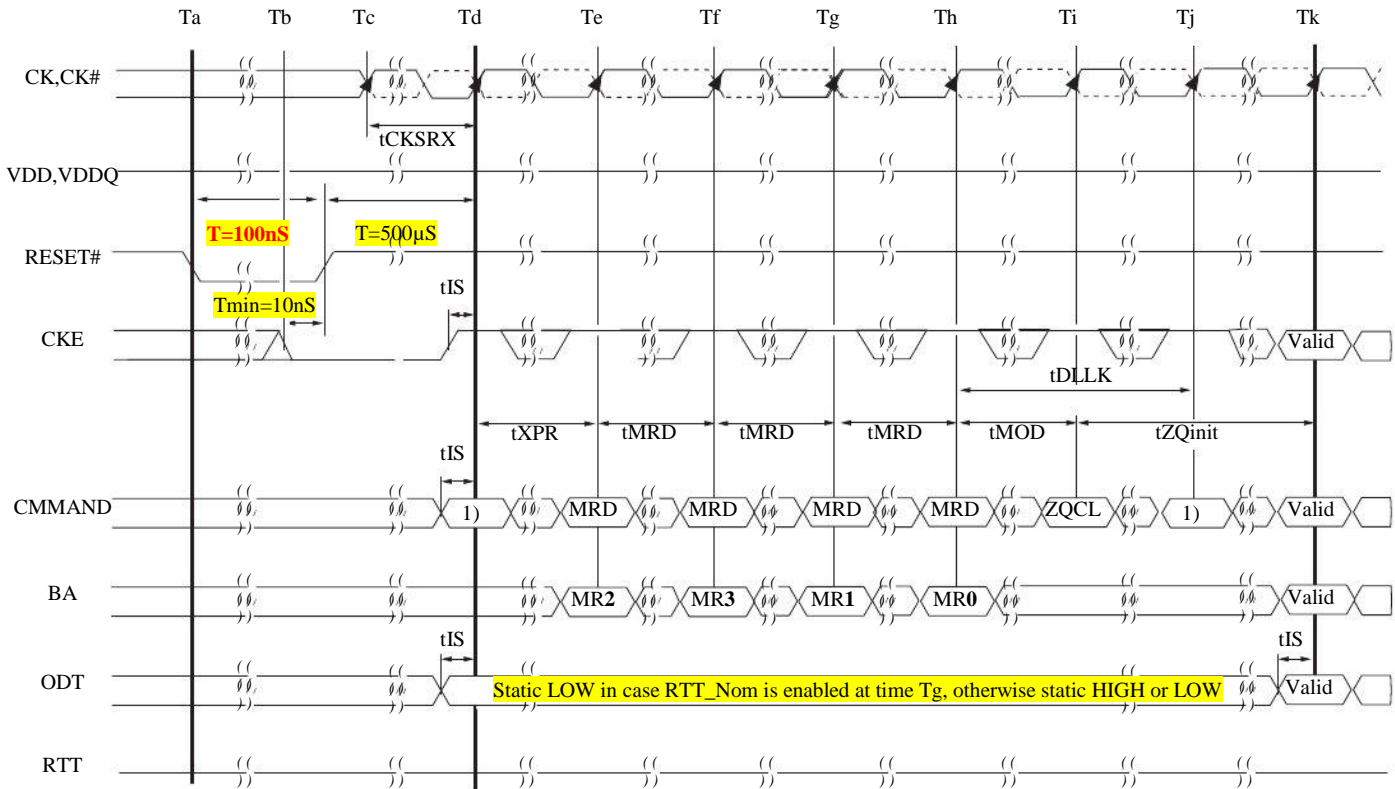 Ta Tb Tc Td Te Tf Tg Th Ti Tj Tk
CK,CK#
tCKSRX
VDD,VDDQ
T=100nS T=500µS
RESET#
Tmin=10nS tIS
CKE Valid
tDLLK
tXPR tMRD tMRD tMRD tMOD tZQinit
tIS
CMMAND 1) MRD MRD MRD MRD ZQCL 1) Valid
BA MR2 MR3 MR1 MR0 Valid
tIS tIS
ODT Static LOW in case RTT_Nom is enabled at time Tg, otherwise static HIGH or LOW Valid
RTT